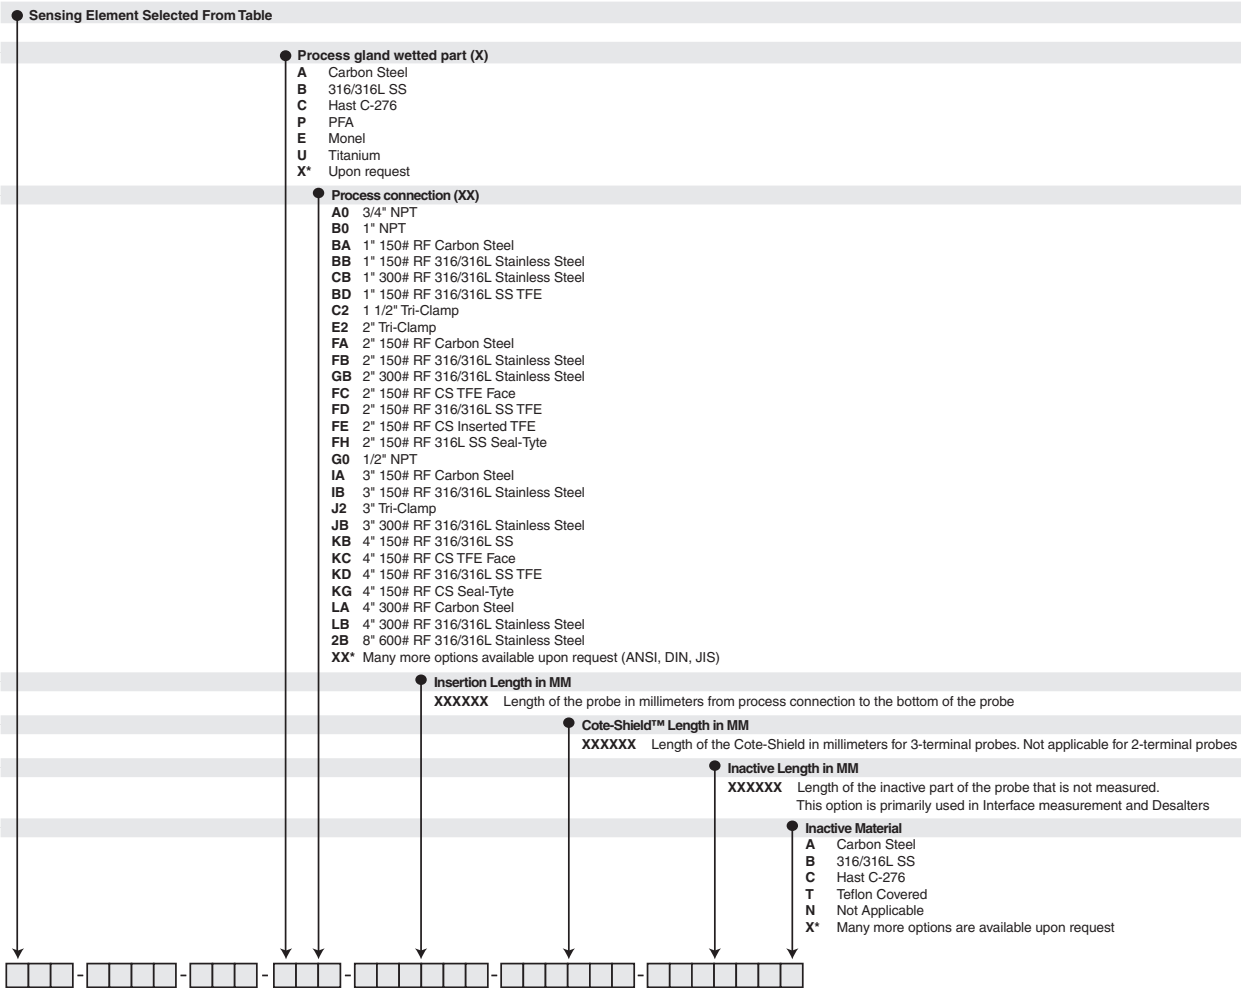 Sensing Element Selected From Table
Process gland wetted part (X)
A Carbon Steel
B 316/316L SS
C Hast C-276
P PFA
E Monel
U Titanium
X* Upon request
Process connection (XX)
A0 3/4" NPT
B0 1" NPT
BA 1" 150# RF Carbon Steel
BB 1" 150# RF 316/316L Stainless Steel
CB 1" 300# RF 316/316L Stainless Steel
BD 1" 150# RF 316/316L SS TFE
C2 1 1/2" Tri-Clamp
E2 2" Tri-Clamp
FA 2" 150# RF Carbon Steel
FB 2" 150# RF 316/316L Stainless Steel
GB 2" 300# RF 316/316L Stainless Steel
FC 2" 150# RF CS TFE Face
FD 2" 150# RF 316/316L SS TFE
FE 2" 150# RF CS Inserted TFE
FH 2" 150# RF 316L SS Seal-Tyte
G0 1/2" NPT
IA 3" 150# RF Carbon Steel
IB 3" 150# RF 316/316L Stainless Steel
J2 3" Tri-Clamp
JB 3" 300# RF 316/316L Stainless Steel
KB 4" 150# RF 316/316L SS
KC 4" 150# RF CS TFE Face
KD 4" 150# RF 316/316L SS TFE
KG 4" 150# RF CS Seal-Tyte
LA 4" 300# RF Carbon Steel
LB 4" 300# RF 316/316L Stainless Steel
2B 8" 600# RF 316/316L Stainless Steel
XX* Many more options available upon request (ANSI, DIN, JIS)
Insertion Length in MM
XXXXXX Length of the probe in millimeters from process connection to the bottom of the probe
Cote-Shield™ Length in MM
XXXXXX Length of the Cote-Shield in millimeters for 3-terminal probes. Not applicable for 2-terminal probes
Inactive Length in MM
XXXXXX Length of the inactive part of the probe that is not measured.
This option is primarily used in Interface measurement and Desalters
Inactive Material
A Carbon Steel
B 316/316L SS
C Hast C-276
T Teflon Covered
N Not Applicable
X* Many more options are available upon request
- - - - - -